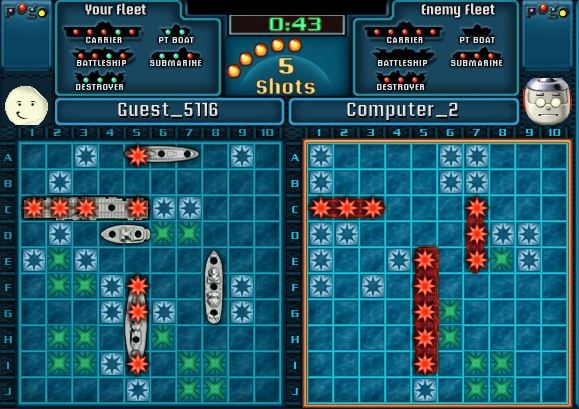 pogo
Your Fleet
CARRIER
PT BOAT
BATTLESHIP
SUBMARINE
DESTROYER
0:43
5
Shots
Enemy Fleet
CARRIER
PT BOAT
BATTLESHIP
SUBMARINE
DESTROYER
pogo
Guest_5116
Computer_2
1 2 3 4 5 6 7 8 9 10
1 2 3 4 5 6 7 8 9 10
A
B
C
D
E
F
G
H
I
J
A
B
C
D
E
F
G
H
I
J